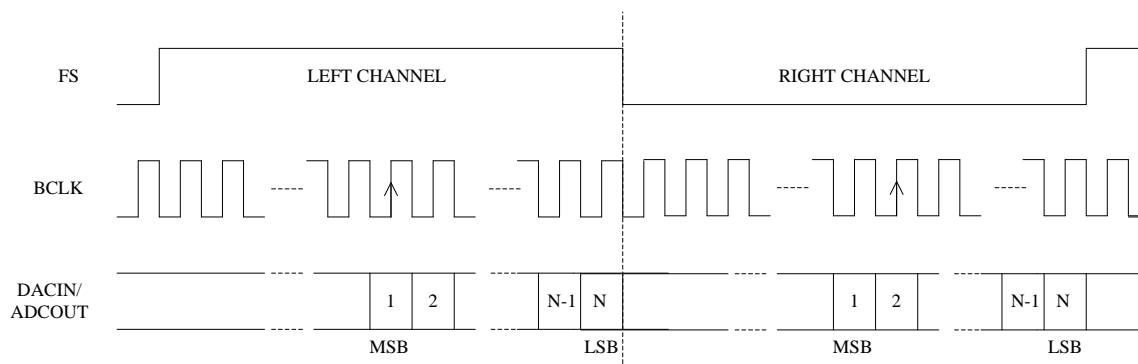 FS
LEFT CHANNEL
RIGHT CHANNEL
BCLK
DACIN/
ADCOUT
1 2 N-1 N 1 2 N-1 N
MSB LSB MSB LSB